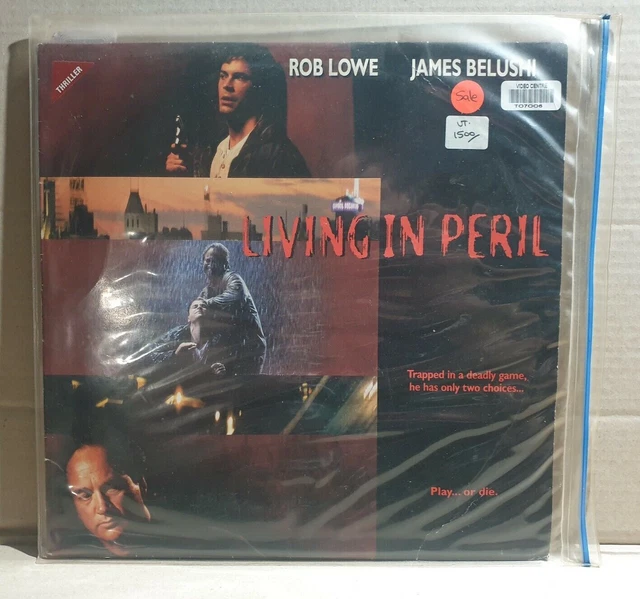 THRILLER
ROB LOWE JAMES BELUSHI
Sale
VIDEO CENTRAL
T07006
UT.
1500/
LIVING IN PERIL
Trapped in a deadly game,
he has only two choices...
Play... or die.